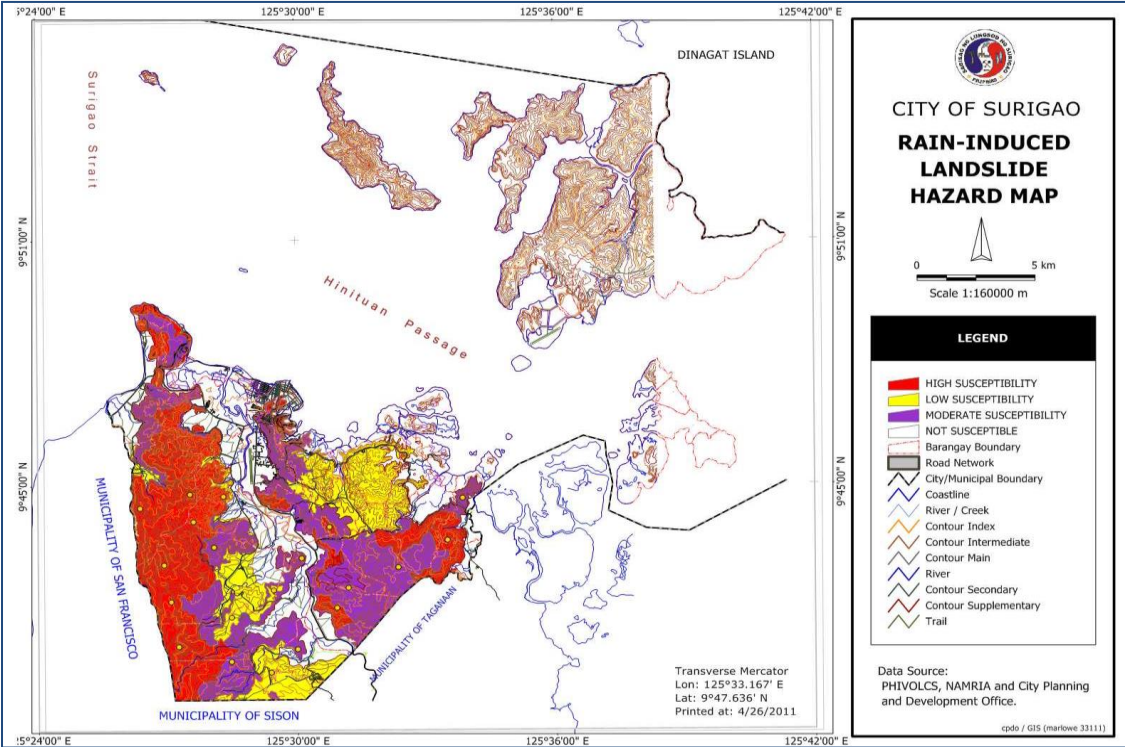 5°24'00" E
125°30'00" E
125°36'00" E
125°42'00" E
DINAGAT ISLAND
Surigao Strait
9°51'00" N
9°51'00" N
Hinituan Passage
9°45'00" N
9°45'00" N
MUNICIPALITY OF SAN FRANCISCO
MUNICIPALITY OF TAGANAAN
MUNICIPALITY OF SISON
Transverse Mercator
Lon: 125°33.167' E
Lat: 9°47.636' N
Printed at: 4/26/2011
5°24'00" E
125°30'00" E
125°36'00" E
125°42'00" E
CITY OF SURIGAO
RAIN-INDUCED
LANDSLIDE
HAZARD MAP
0 5 km
Scale 1:160000 m
LEGEND
HIGH SUSCEPTIBILITY
LOW SUSCEPTIBILITY
MODERATE SUSCEPTIBILITY
NOT SUSCEPTIBLE
Barangay Boundary
Road Network
City/Municipal Boundary
Coastline
River / Creek
Contour Index
Contour Intermediate
Contour Main
River
Contour Secondary
Contour Supplementary
Trail
Data Source:
PHIVOLCS, NAMRIA and City Planning
and Development Office.
cpdo / GIS (marlowe 33111)